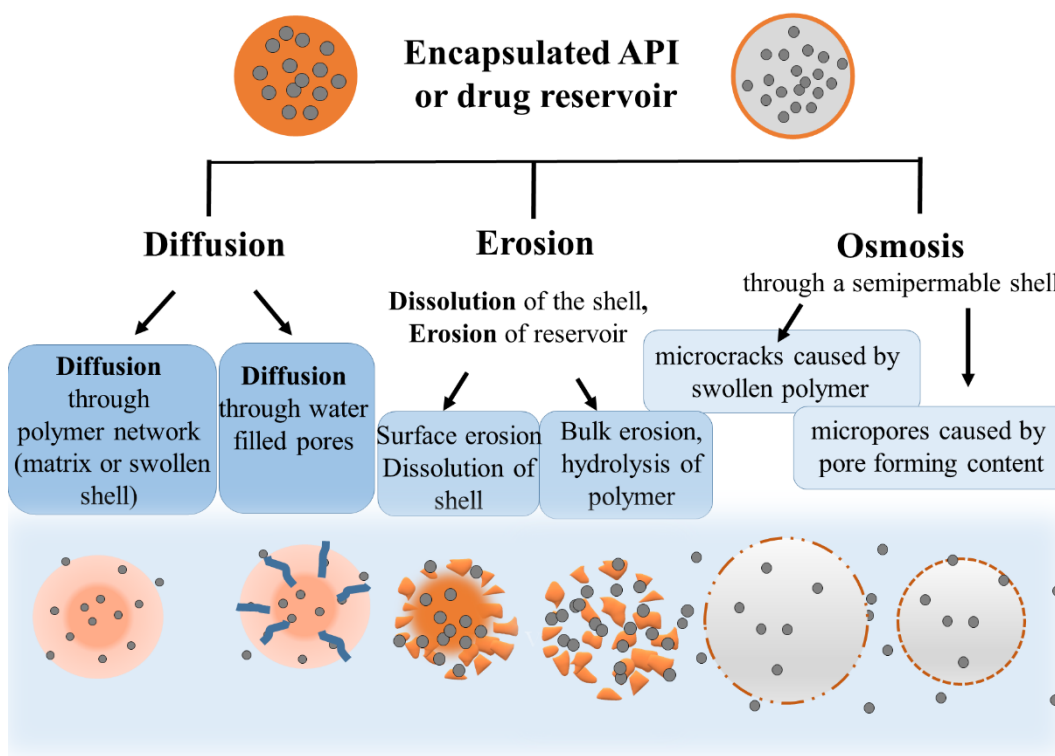 Encapsulated API
or drug reservoir
Diffusion
Erosion
Osmosis
through a semipermable shell
Dissolution of the shell,
Erosion of reservoir
Diffusion
through
polymer network
(matrix or swollen
shell)
Diffusion
through water
filled pores
Surface erosion
Dissolution of
shell
Bulk erosion,
hydrolysis of
polymer
microcracks caused by
swollen polymer
micropores caused by
pore forming content